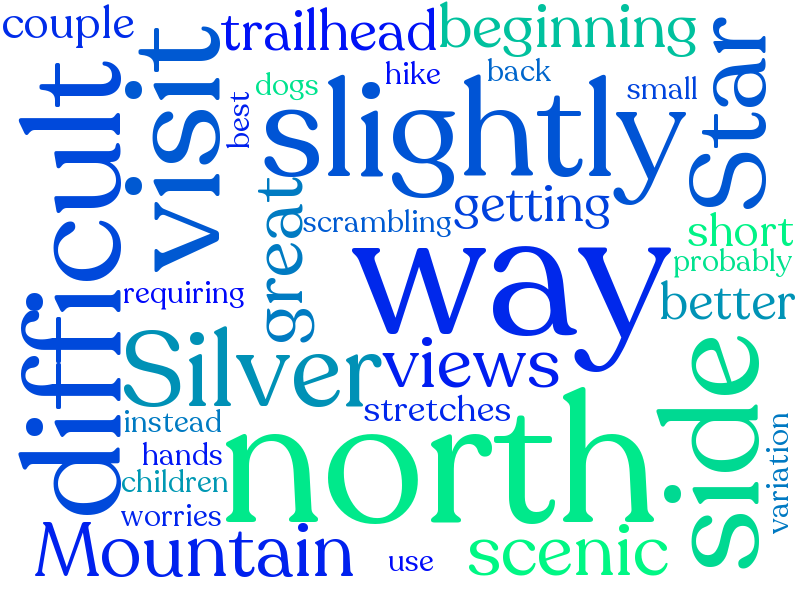 couple
trailhead
beginning
visit
difficult
Star
best
dogs
hike
back
small
slightly
great
scrambling
getting
short
probably
way
requiring
better
Silver
views
stretches
side
instead
hands
children
worries
north
variation
Mountain
use
scenic